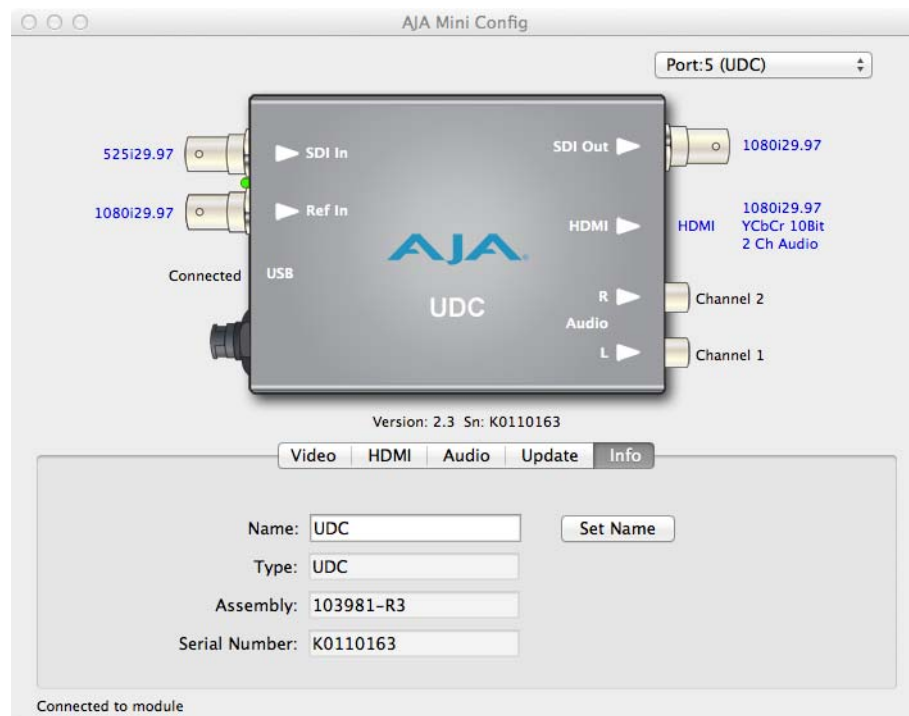 AJA Mini Config
Port:5 (UDC)
525i29.97
SDI In
SDI Out
1080i29.97
1080i29.97
Ref In
HDMI
HDMI
1080i29.97
YCbCr 10Bit
2 Ch Audio
AJA
Connected
USB
UDC
R
Channel 2
Audio
L
Channel 1
Version: 2.3 Sn: K0110163
Video
HDMI
Audio
Update
Info
Name: UDC
Set Name
Type: UDC
Assembly: 103981-R3
Serial Number: K0110163
Connected to module